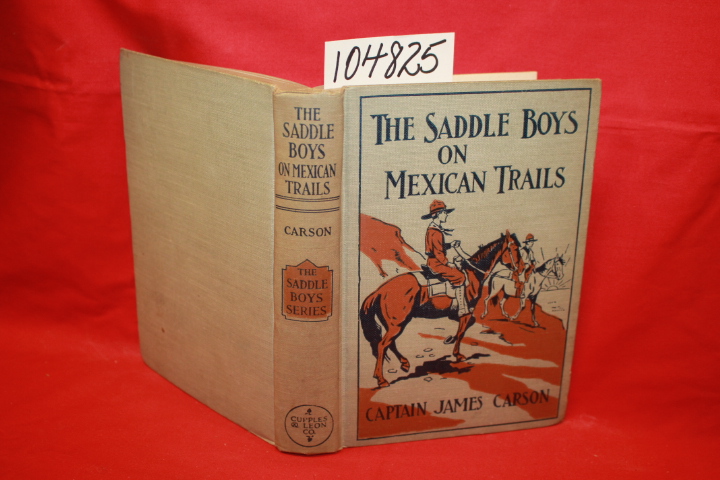 104825
THE
SADDLE
BOYS
ON MEXICAN
TRAILS
CARSON
THE
SADDLE
BOYS
SERIES
CUPPLES
& LEON
CO.
THE SADDLE BOYS
ON
MEXICAN TRAILS
CAPTAIN JAMES CARSON